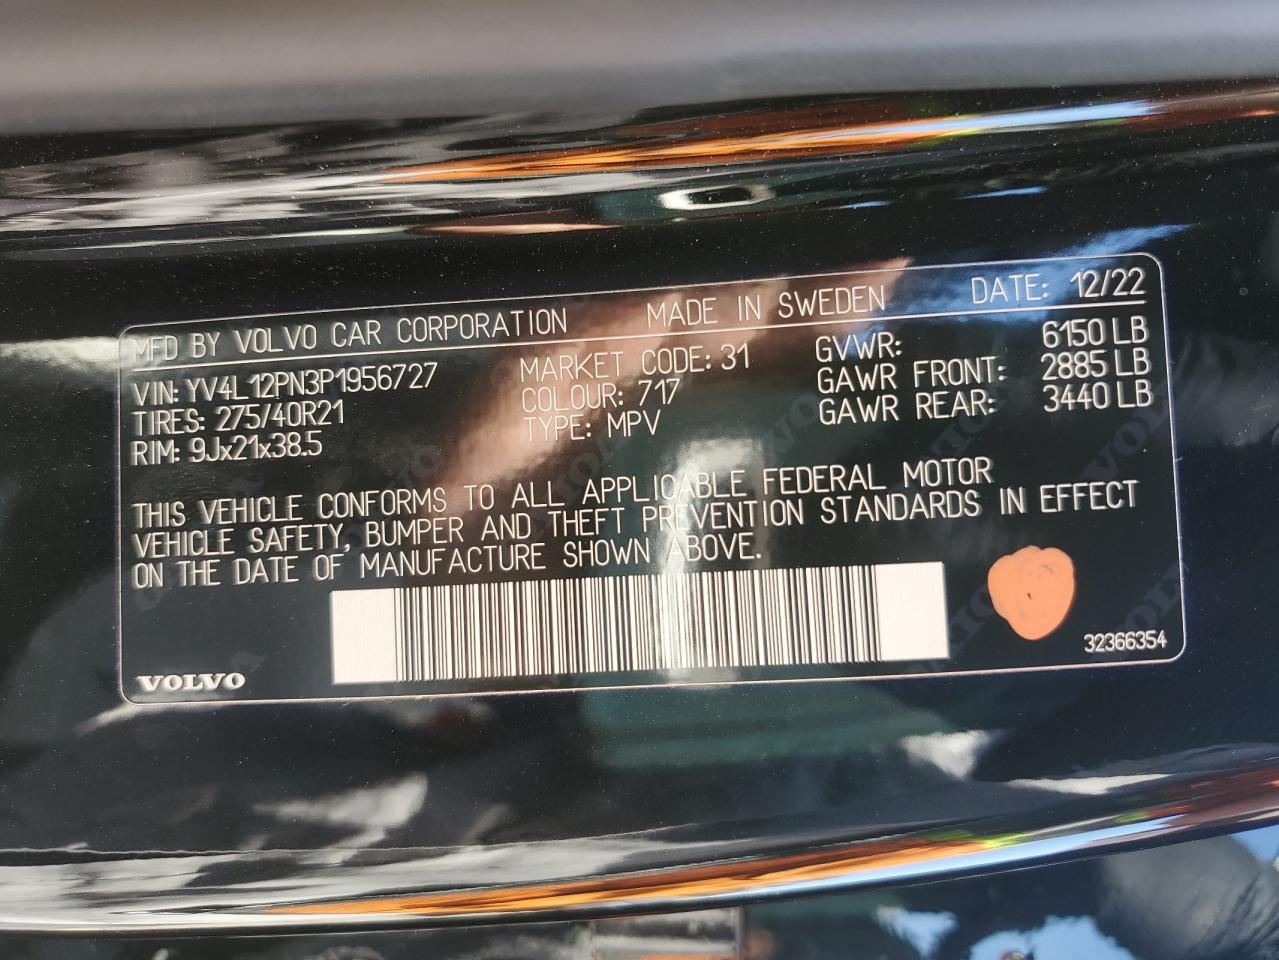 MFD BY VOLVO CAR CORPORATION MADE IN SWEDEN DATE: 12/22
VIN: YV4L12PN3P1956727 MARKET CODE: 31 GVWR: 6150 LB
TIRES: 275/40R21 COLOUR: 717 GAWR FRONT: 2885 LB
RIM: 9Jx21x38.5 TYPE: MPV GAWR REAR: 3440 LB
THIS VEHICLE CONFORMS TO ALL APPLICABLE FEDERAL MOTOR
VEHICLE SAFETY, BUMPER AND THEFT PREVENTION STANDARDS IN EFFECT
ON THE DATE OF MANUFACTURE SHOWN ABOVE.
32366354
VOLVO